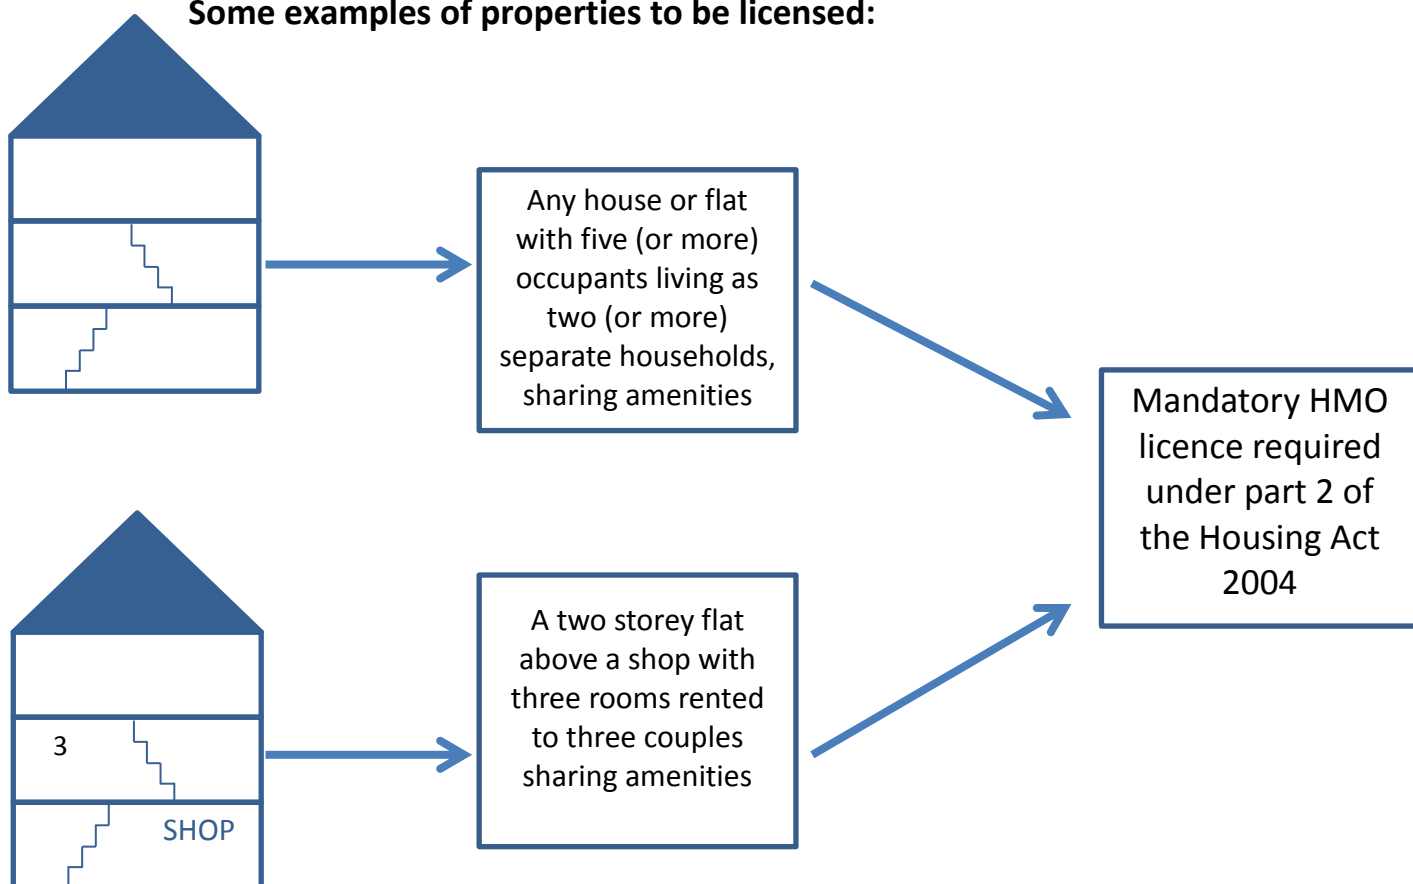 Some examples of properties to be licensed:
Any house or flat
with five (or more)
occupants living as
two (or more)
separate households,
sharing amenities
Mandatory HMO
licence required
under part 2 of
the Housing Act
2004
A two storey flat
above a shop with
three rooms rented
to three couples
sharing amenities
3
SHOP